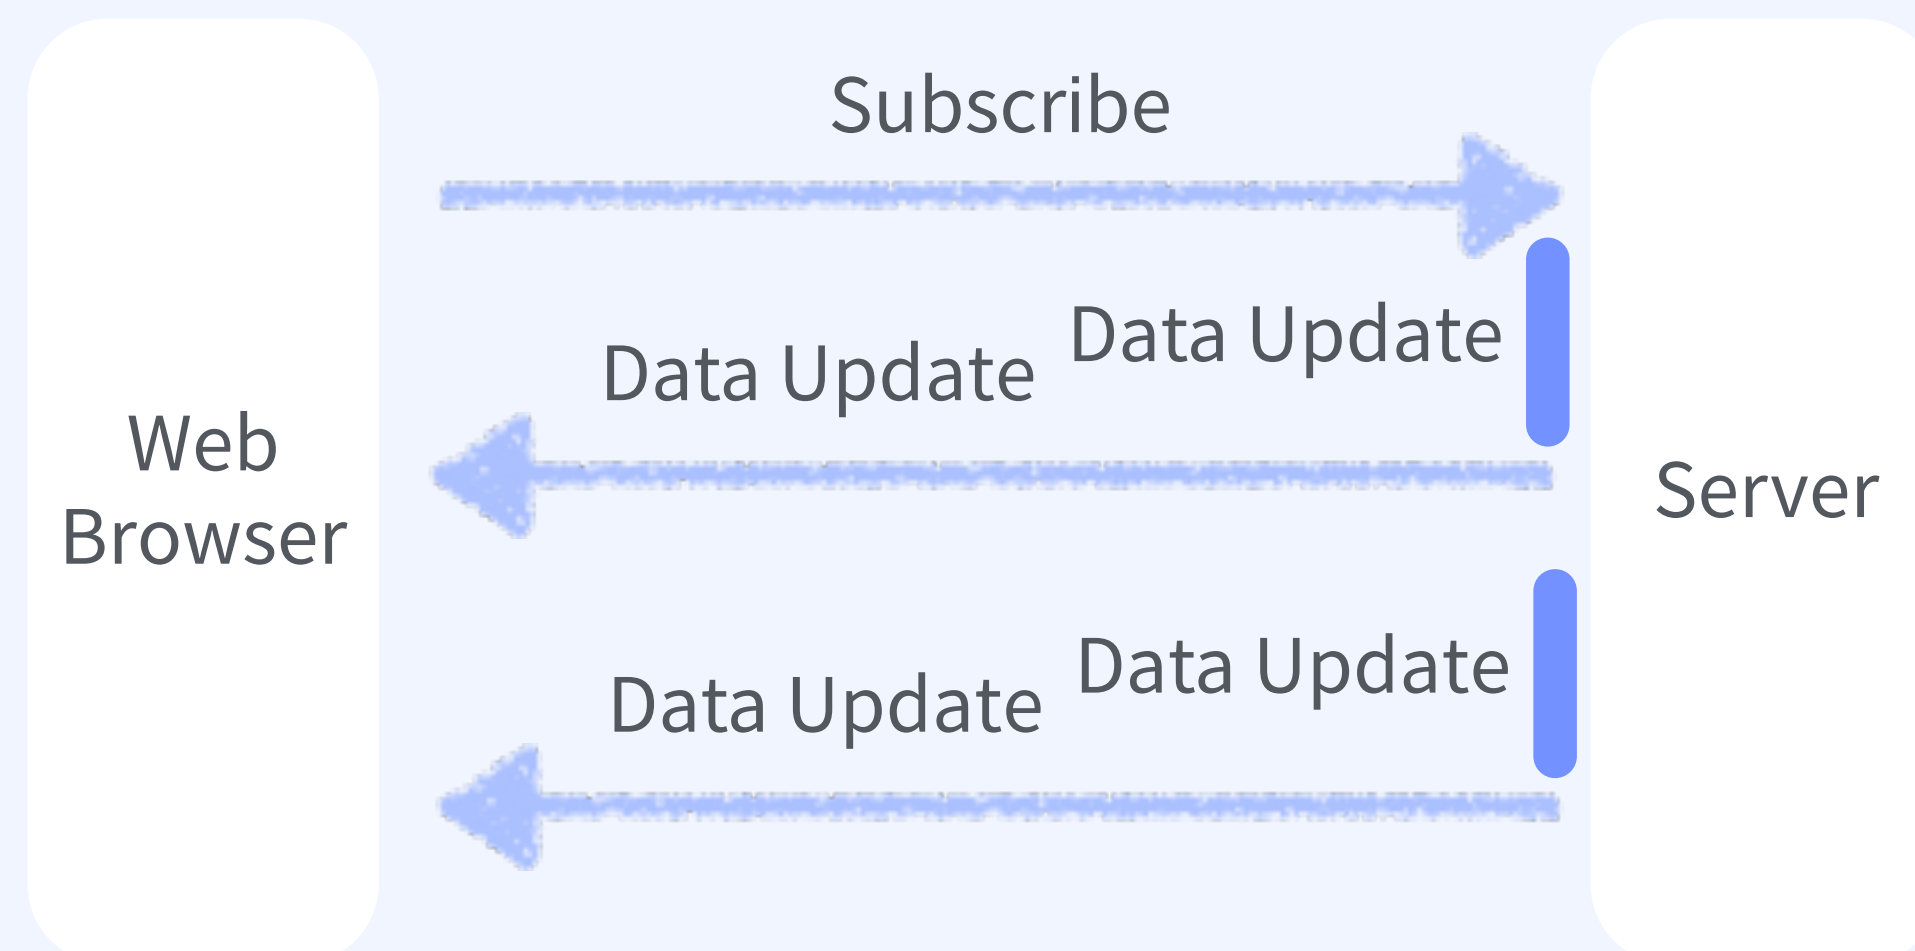 Subscribe
Data Update
Data Update
Web
Browser
Server
Data Update
Data Update